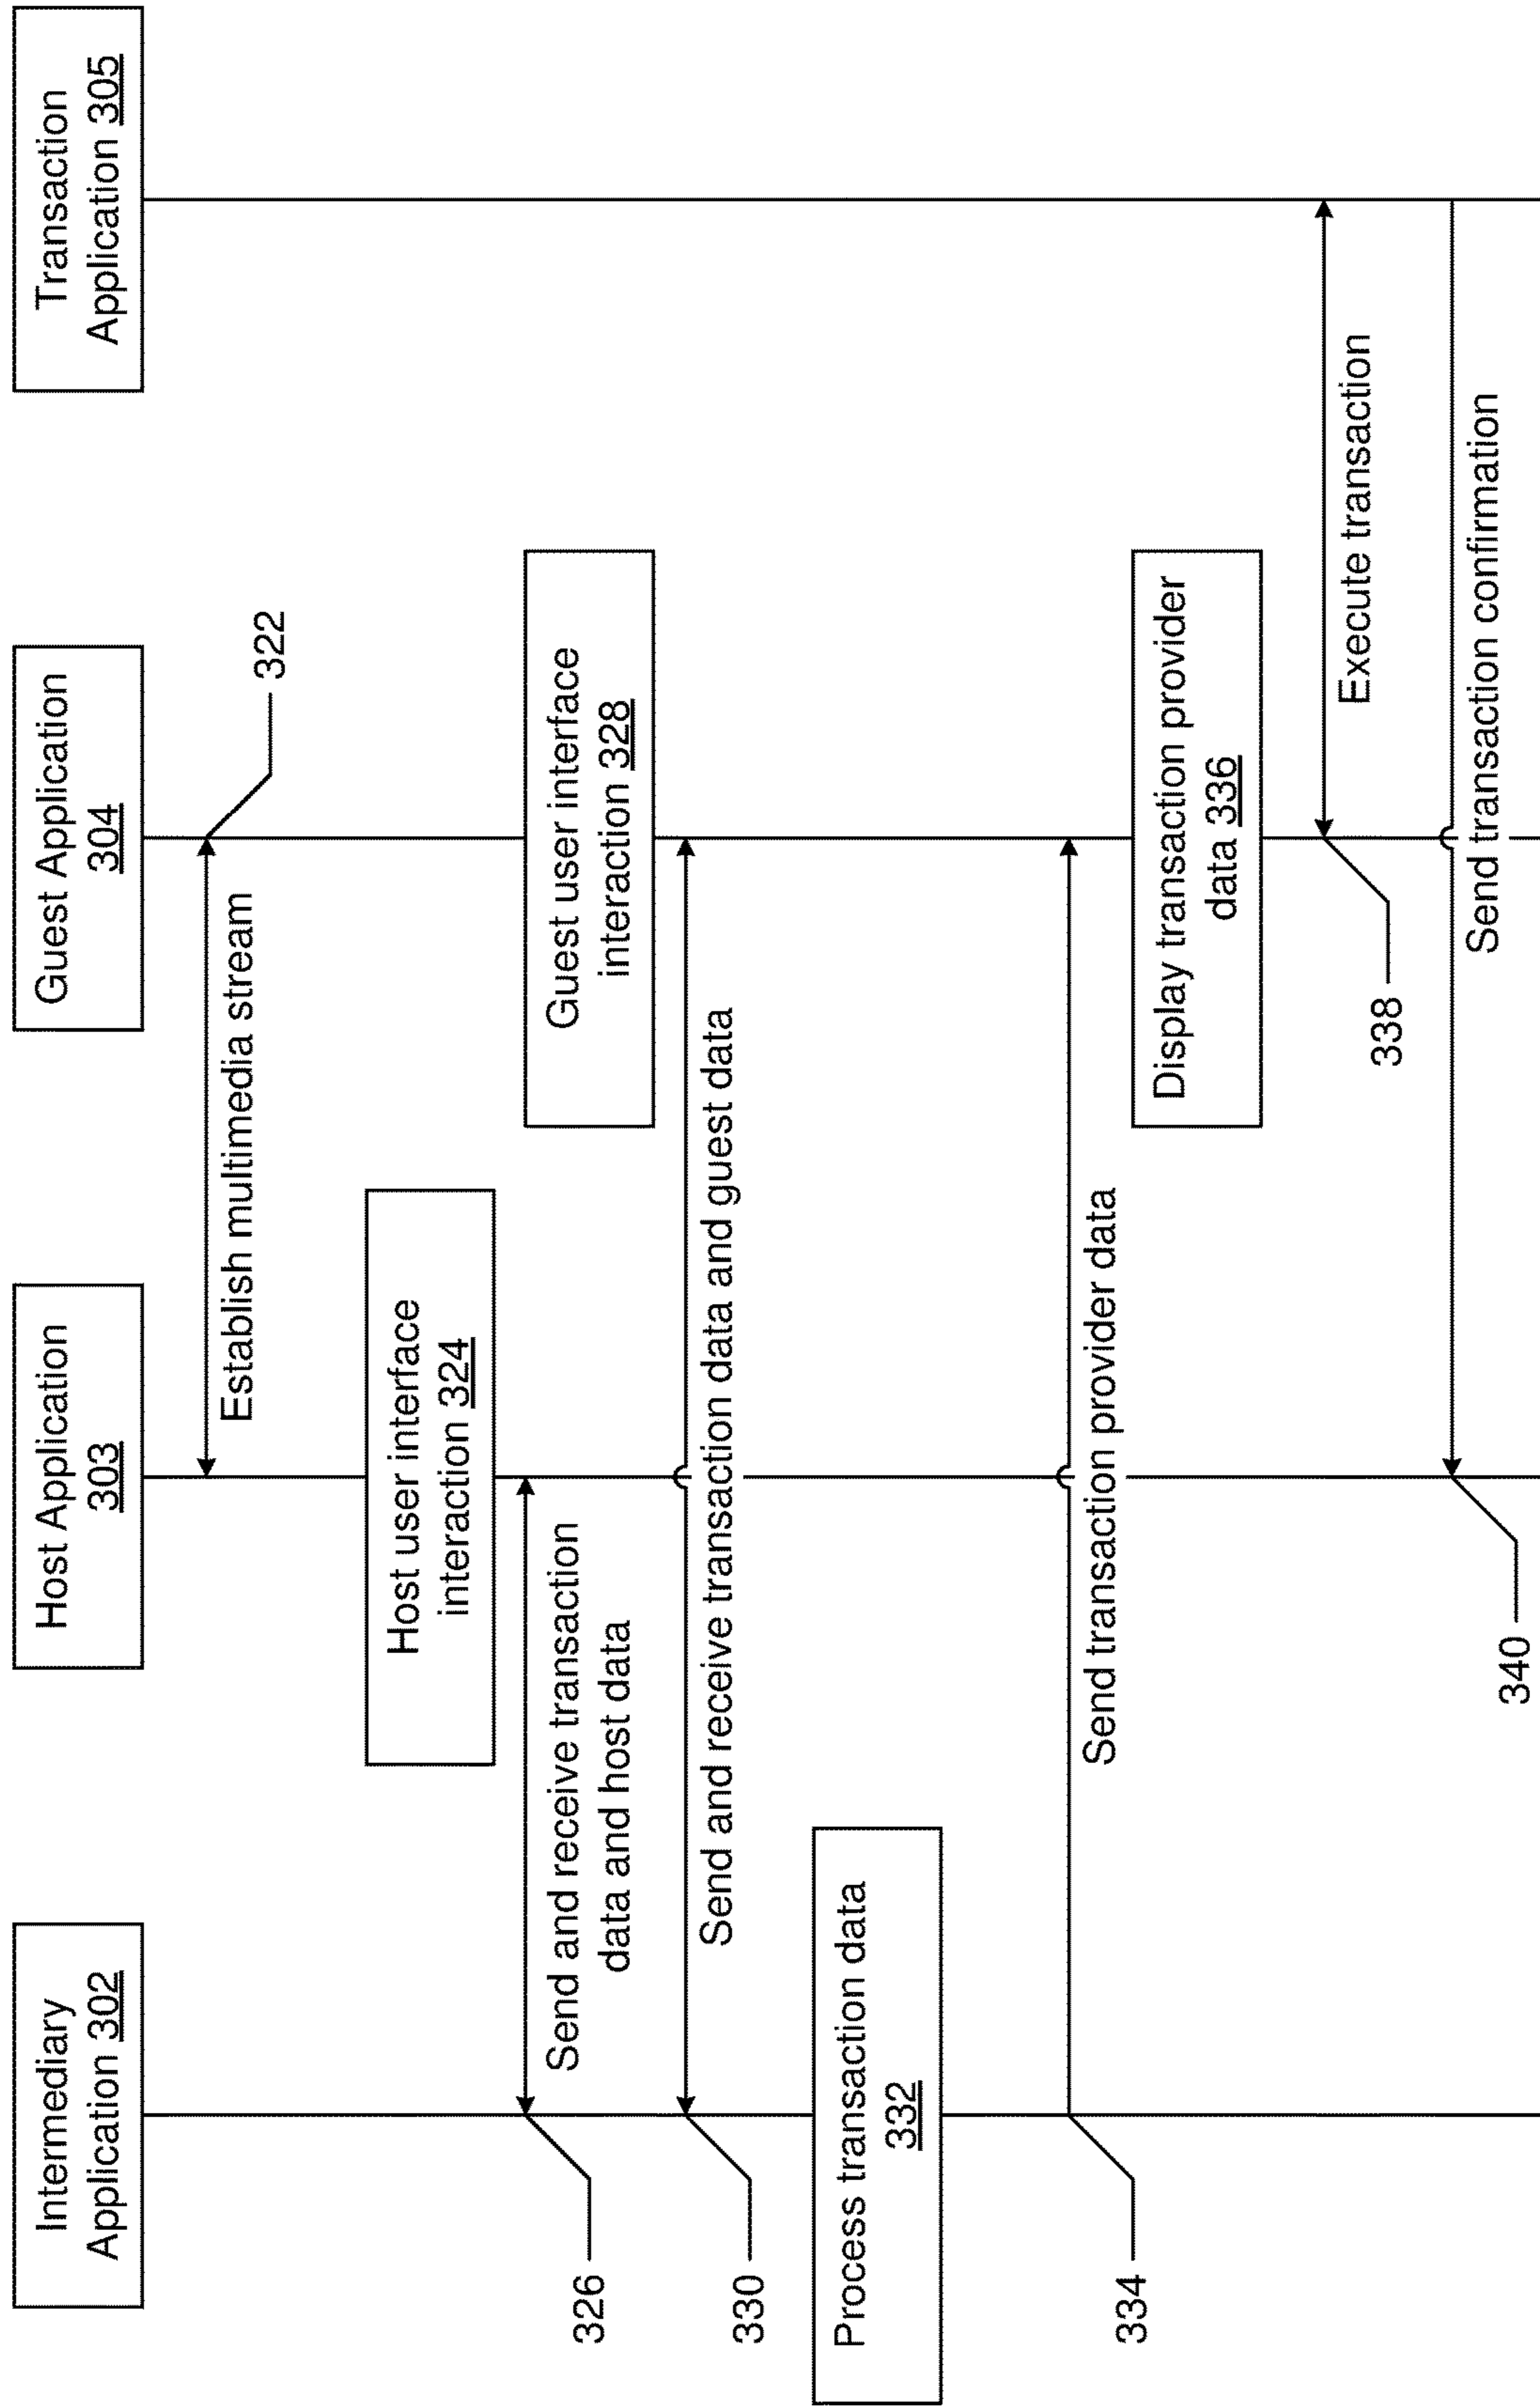 Intermediary
Application 302
Host Application
303
Guest Application
304
Transaction
Application 305
Establish multimedia stream
322
Host user interface
interaction 324
Send and receive transaction
data and host data
326
Guest user interface
interaction 328
Send and receive transaction data and guest data
330
Process transaction data
332
Send transaction provider data
334
Display transaction provider
data 336
Execute transaction
338
Send transaction confirmation
340